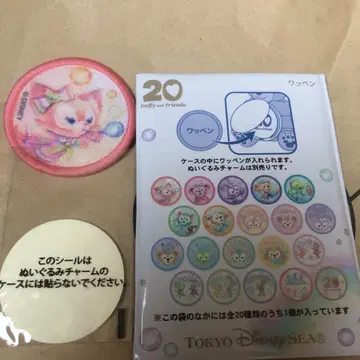 © DISNEY
20
Duffy and Friends
ワッペン
ワッペン
ケースの中にワッペンが入れられます。
ぬいぐるみチャームは別売りです。
※この袋のなかには全20種類のうち1個が入っています
TOKYO DISNEYSEA®
このシールは
ぬいぐるみチャームの
ケースには貼らないでください。